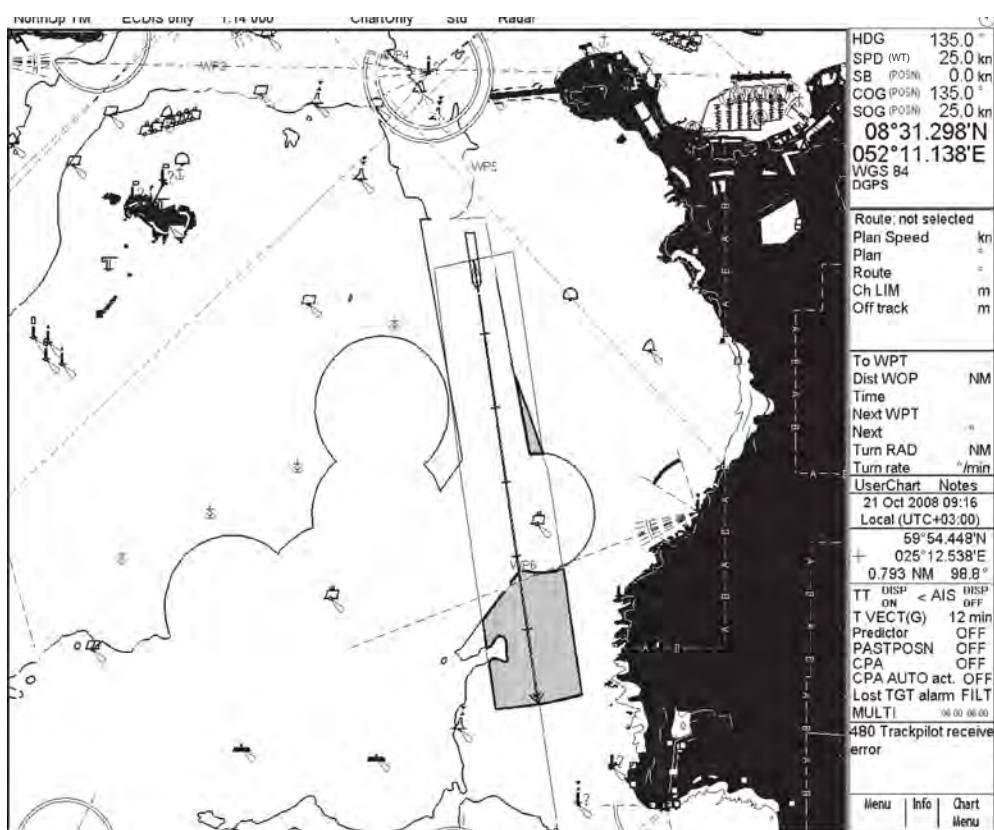 NorthUp TM ECDIS only 1:14 000 ChartOnly Std Radar
WP3
WP4
WP5
WP6
HDG 135.0 °
SPD (WT) 25.0 kn
SB (POSN) 0.0 kn
COG (POSN) 135.0 °
SOG (POSN) 25.0 kn
08°31.298'N
052°11.138'E
WGS 84
DGPS
Route: not selected
Plan Speed kn
Plan °
Route °
Ch LIM m
Off track m
To WPT
Dist WOP NM
Time
Next WPT
Next °
Turn RAD NM
Turn rate °/min
UserChart Notes
21 Oct 2008 09:16
Local (UTC+03:00)
59°54.448'N
025°12.538'E
0.793 NM 98.8°
TT DISP ON < AIS DISP OFF
T VECT(G) 12 min
Predictor OFF
PASTPOSN OFF
CPA OFF
CPA AUTO act. OFF
Lost TGT alarm FILT
MULTI
480 Trackpilot receive
error
Menu Info Chart
Menu